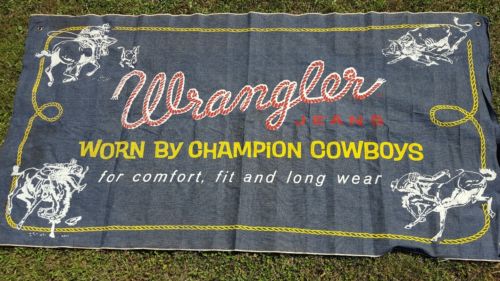 Wrangler
JEANS
WORN BY CHAMPION COWBOYS
for comfort, fit and long wear